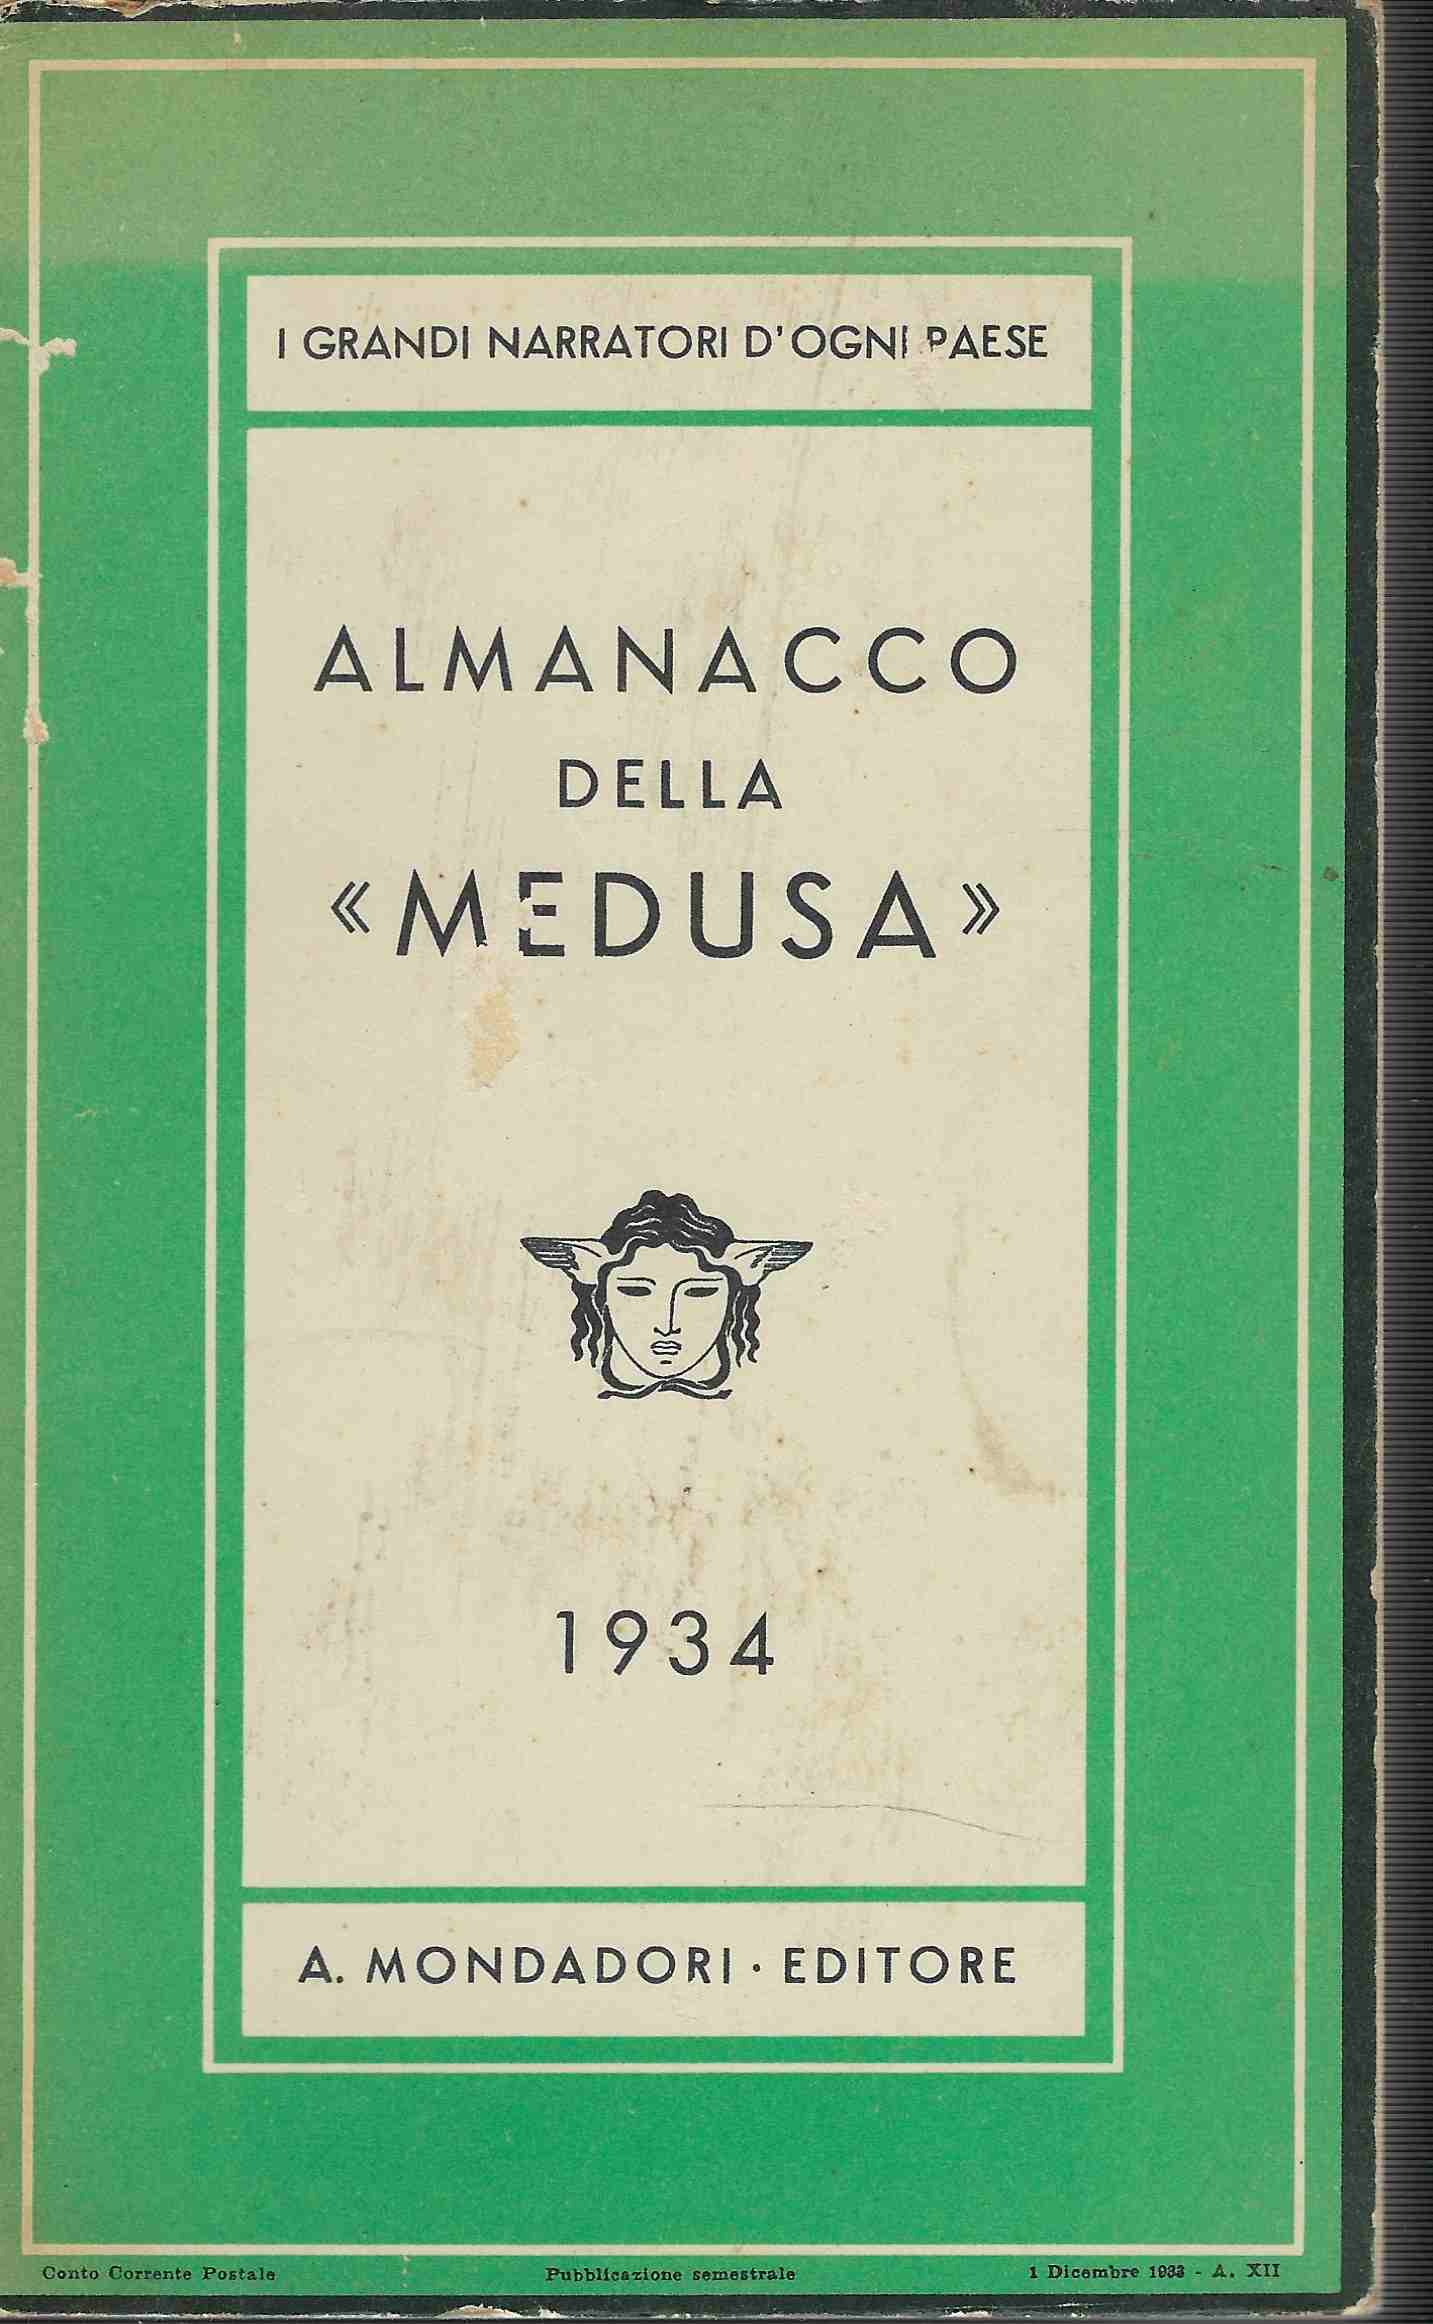 I GRANDI NARRATORI D'OGNI PAESE
ALMANACCO
DELLA
«MEDUSA»
1934
A. MONDADORI · EDITORE
Conto Corrente Postale Pubblicazione semestrale 1 Dicembre 1933 - A. XII